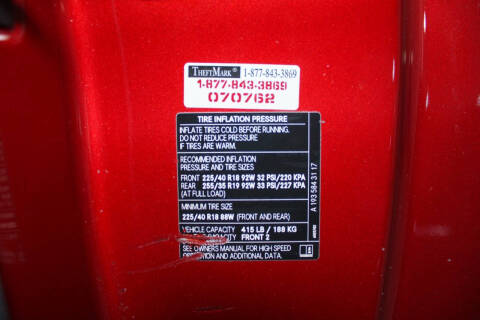 THEFTMARK® 1-877-843-3869
1-877-843-3869
070762
TIRE INFLATION PRESSURE
INFLATE TIRES COLD BEFORE RUNNING.
DO NOT REDUCE PRESSURE
IF TIRES ARE WARM.
RECOMMENDED INFLATION
PRESSURE AND TIRE SIZES
FRONT 225/40 R18 92W 32 PSI/220 KPA
REAR 255/35 R19 92W 33 PSI/227 KPA
(AT FULL LOAD)
MINIMUM TIRE SIZE
225/40 R18 88W (FRONT AND REAR)
VEHICLE CAPACITY 415 LB / 188 KG
CAPACITY FRONT 2
SEE OWNERS MANUAL FOR HIGH SPEED
OPERATION AND ADDITIONAL DATA
A 193 584 31 17